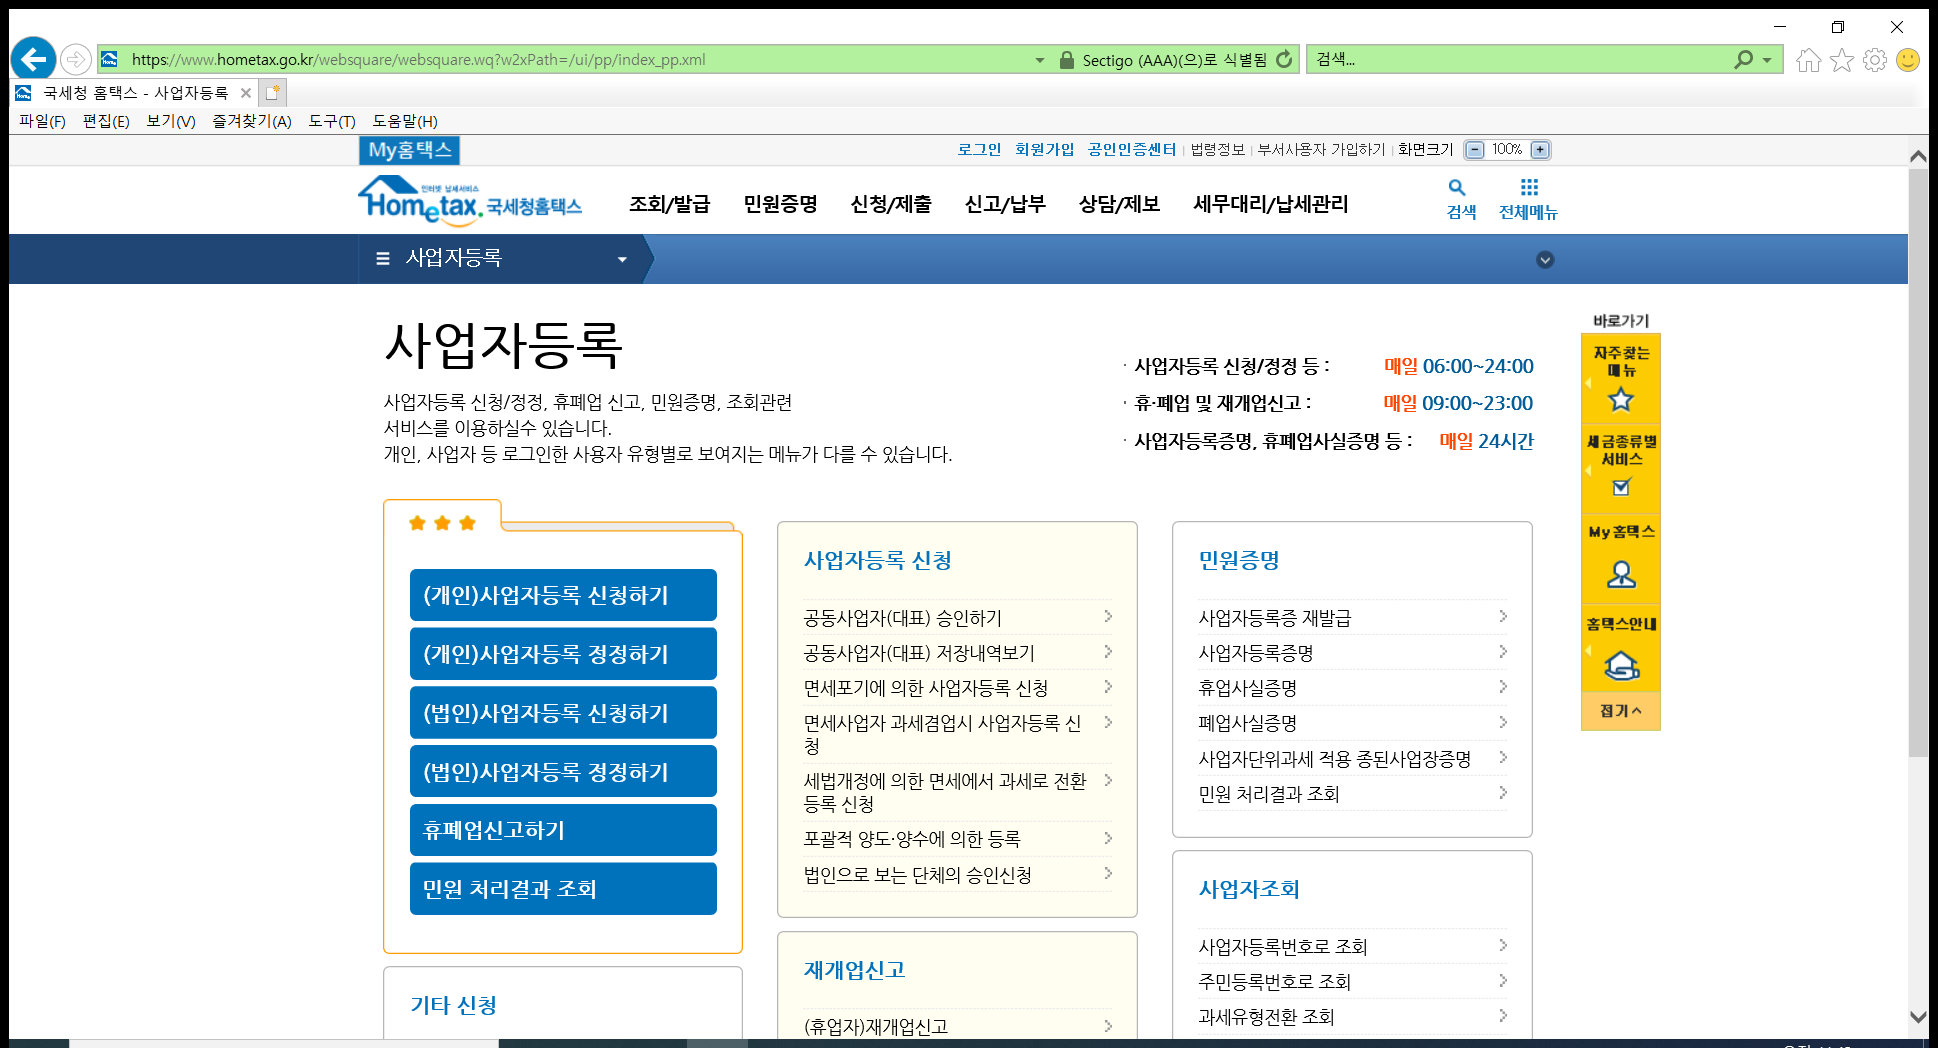 https://www.hometax.go.kr/websquare/websquare.wq?w2xPath=/ui/pp/index_pp.xml
Sectigo (AAA)(으)로 식별됨
검색...
국세청 홈택스 - 사업자등록
파일(F) 편집(E) 보기(V) 즐겨찾기(A) 도구(T) 도움말(H)
My홈택스
로그인 회원가입 공인인증센터 | 법령정보 | 부서사용자 가입하기 | 화면크기 100%
인터넷 납세서비스
Hometax. 국세청홈택스
조회/발급 민원증명 신청/제출 신고/납부 상담/제보 세무대리/납세관리
검색 전체메뉴
사업자등록
사업자등록
사업자등록 신청/정정, 휴폐업 신고, 민원증명, 조회관련
서비스를 이용하실수 있습니다.
개인, 사업자 등 로그인한 사용자 유형별로 보여지는 메뉴가 다를 수 있습니다.
· 사업자등록 신청/정정 등 : 매일 06:00~24:00
· 휴·폐업 및 재개업신고 : 매일 09:00~23:00
· 사업자등록증명, 휴폐업사실증명 등 : 매일 24시간
(개인)사업자등록 신청하기
(개인)사업자등록 정정하기
(법인)사업자등록 신청하기
(법인)사업자등록 정정하기
휴폐업신고하기
민원 처리결과 조회
기타 신청
사업자등록 신청
공동사업자(대표) 승인하기
공동사업자(대표) 저장내역보기
면세포기에 의한 사업자등록 신청
면세사업자 과세겸업시 사업자등록 신
청
세법개정에 의한 면세에서 과세로 전환
등록 신청
포괄적 양도·양수에 의한 등록
법인으로 보는 단체의 승인신청
재개업신고
(휴업자)재개업신고
민원증명
사업자등록증 재발급
사업자등록증명
휴업사실증명
폐업사실증명
사업자단위과세 적용 종된사업장증명
민원 처리결과 조회
사업자조회
사업자등록번호로 조회
주민등록번호로 조회
과세유형전환 조회
바로가기
자주찾는
메뉴
세금종류별
서비스
My홈택스
홈택스안내
접기